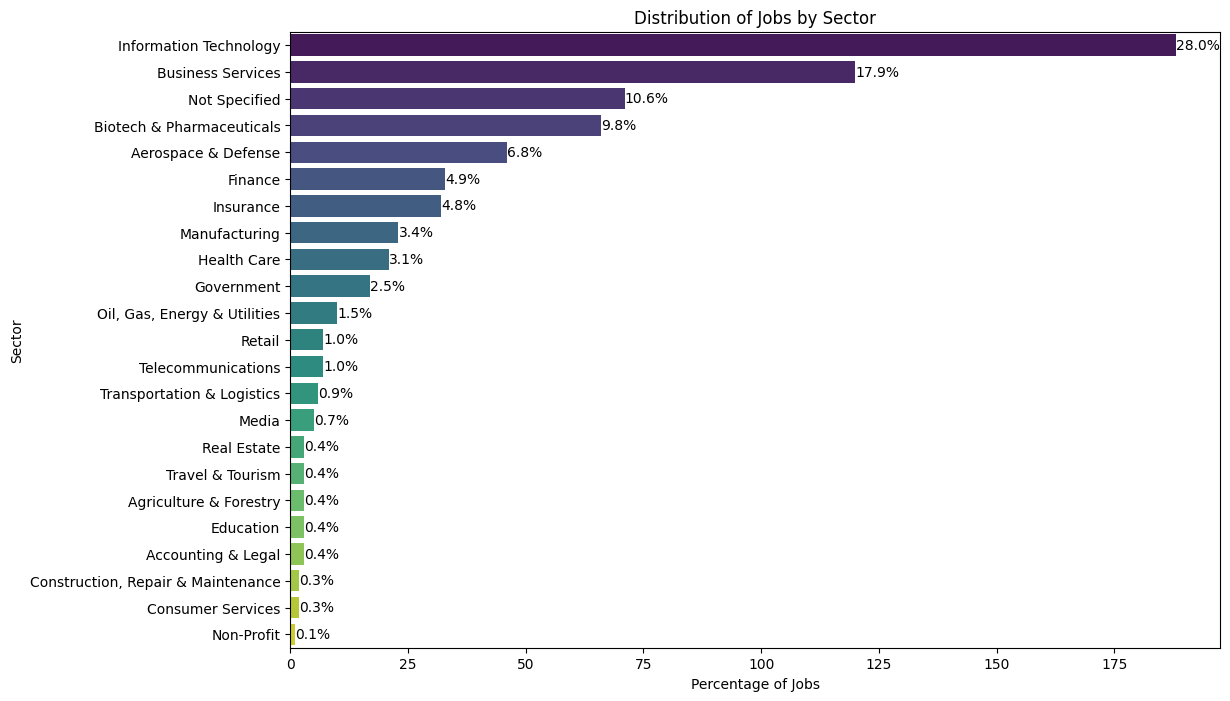 Distribution of Jobs by Sector
Information Technology 28.0%
Business Services 17.9%
Not Specified 10.6%
Biotech & Pharmaceuticals 9.8%
Aerospace & Defense 6.8%
Finance 4.9%
Insurance 4.8%
Manufacturing 3.4%
Health Care 3.1%
Government 2.5%
Oil, Gas, Energy & Utilities 1.5%
Retail 1.0%
Telecommunications 1.0%
Transportation & Logistics 0.9%
Media 0.7%
Real Estate 0.4%
Travel & Tourism 0.4%
Agriculture & Forestry 0.4%
Education 0.4%
Accounting & Legal 0.4%
Construction, Repair & Maintenance 0.3%
Consumer Services 0.3%
Non-Profit 0.1%
Sector
0 25 50 75 100 125 150 175
Percentage of Jobs